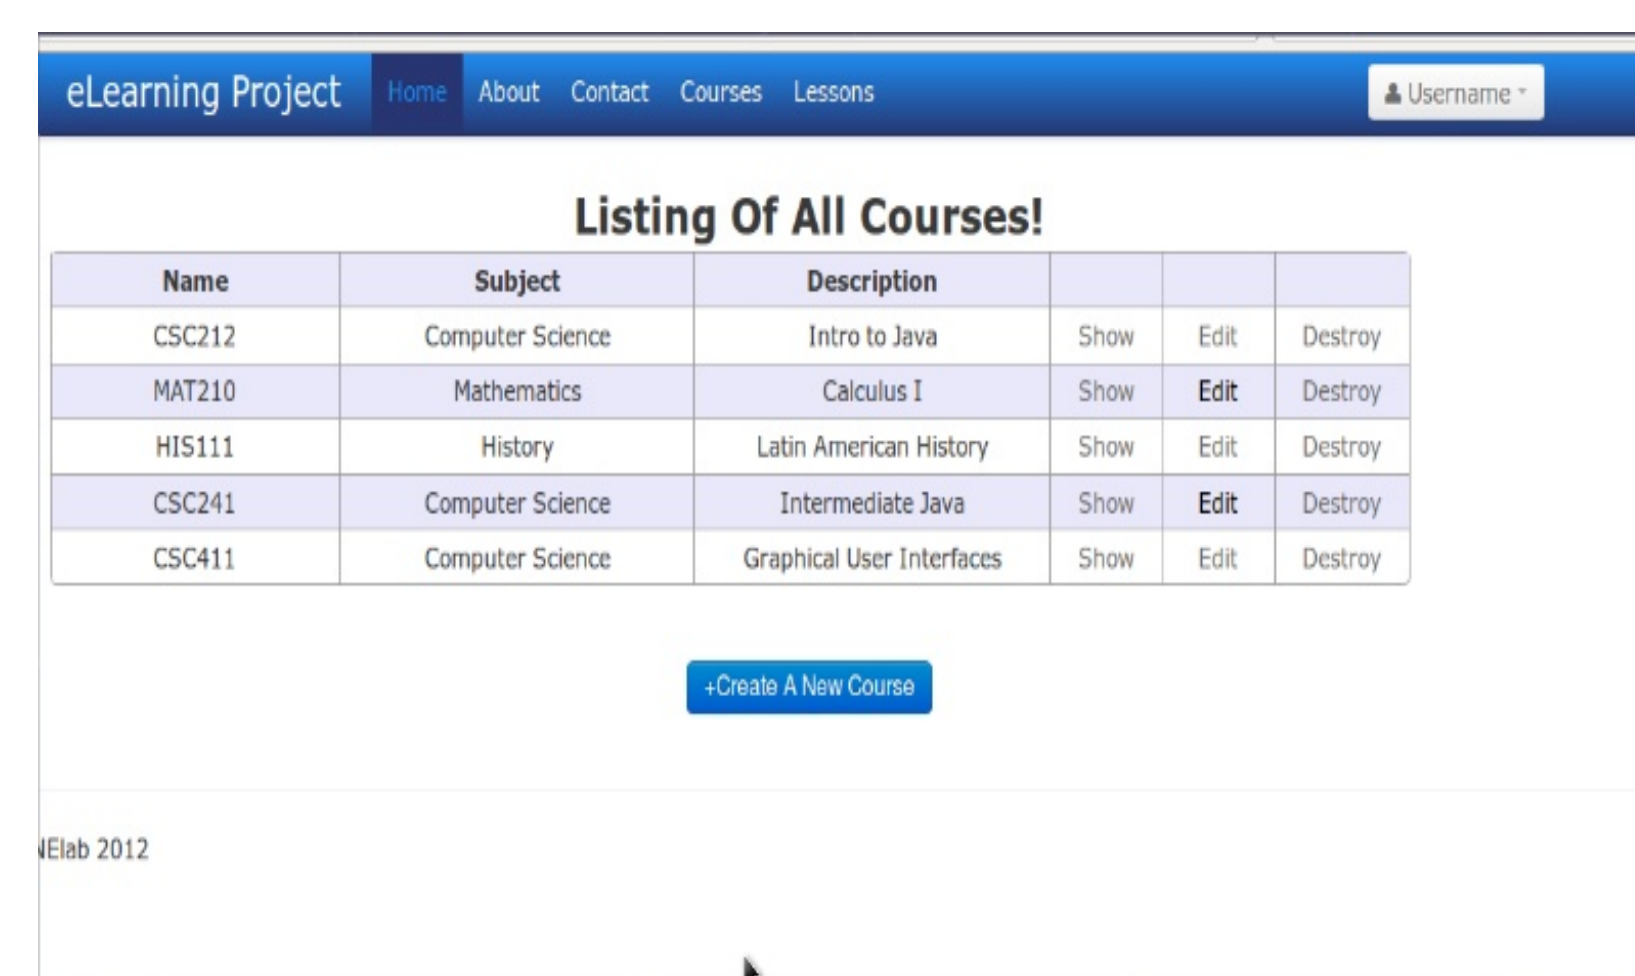 eLearning Project Home About Contact Courses Lessons Username
Listing Of All Courses!
Name Subject Description
CSC212 Computer Science Intro to Java Show Edit Destroy
MAT210 Mathematics Calculus I Show Edit Destroy
HIS111 History Latin American History Show Edit Destroy
CSC241 Computer Science Intermediate Java Show Edit Destroy
CSC411 Computer Science Graphical User Interfaces Show Edit Destroy
+Create A New Course
2012